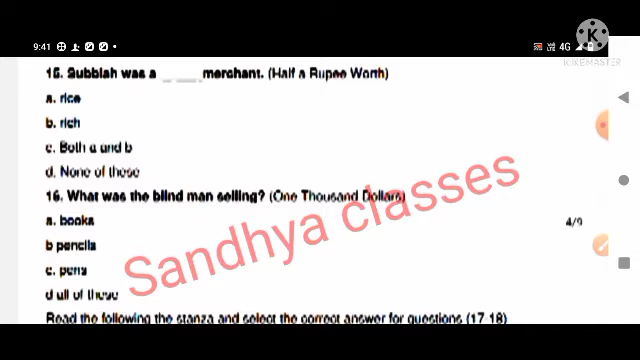 9:41
4G
K
KINEMASTER
15. Subbiah was a _ ___ merchant. (Half a Rupee Worth)
a. rice
b. rich
c. Both a and b
d. None of these
16. What was the blind man selling? (One Thousand Dollars)
a. books
4/9
b pencils
c. pens
d all of these
Sandhya classes
Read the following the stanza and select the correct answer for questions (17-18)